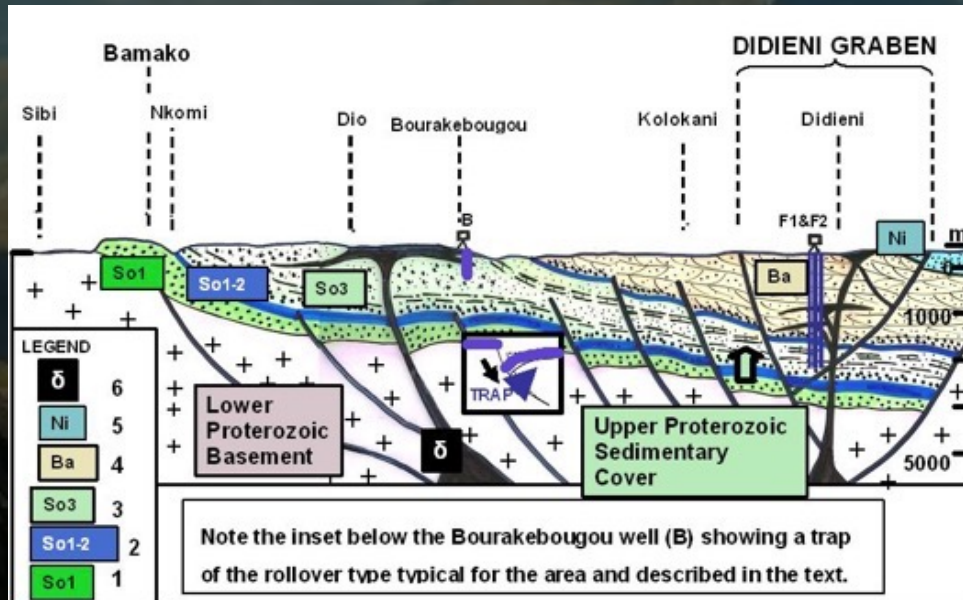 DIDIENI GRABEN
Bamako
Sibi
Nkomi
Dio
Bourakebougou
Kolokani
Didieni
B
F1&F2
Ni
m
0
So1
So1-2
So3
Ba
1000
LEGEND
δ 6
Ni 5
Ba 4
So3 3
So1-2 2
So1 1
TRAP
Lower
Proterozoic
Basement
δ
Upper Proterozoic
Sedimentary
Cover
5000
Note the inset below the Bourakebougou well (B) showing a trap
of the rollover type typical for the area and described in the text.